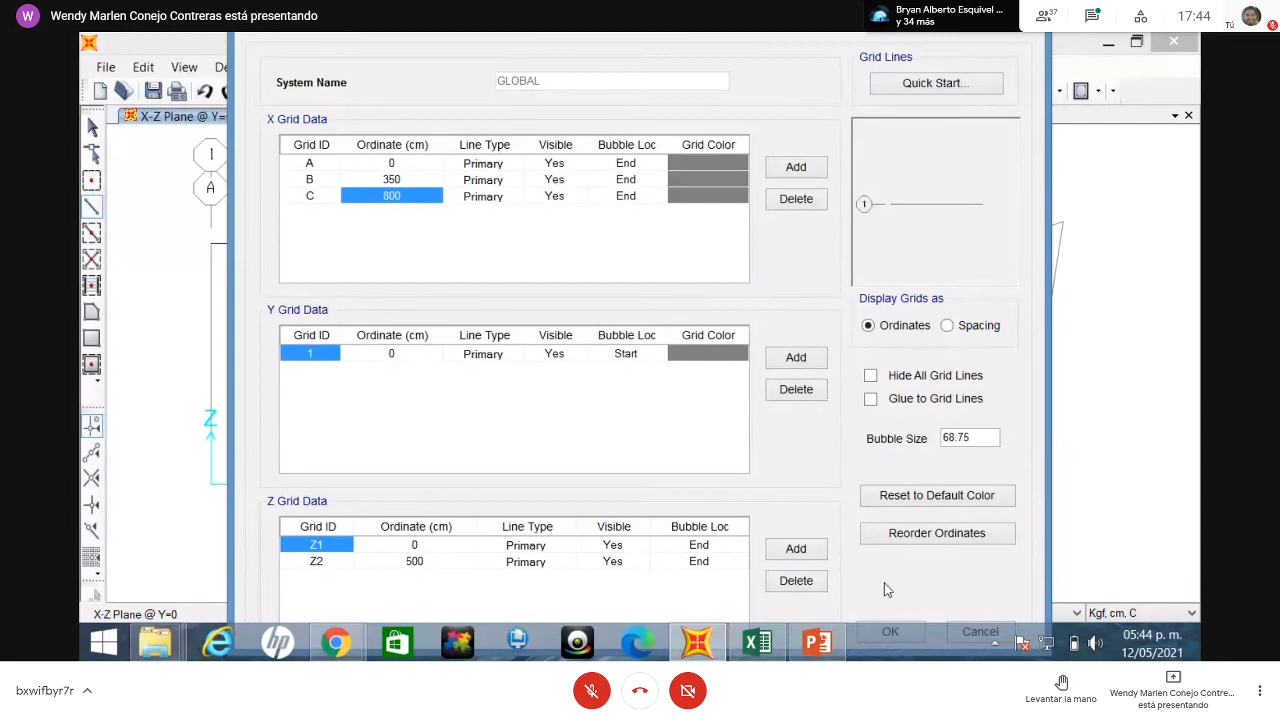 W Wendy Marlen Conejo Contreras está presentando
Bryan Alberto Esquivel ...
y 34 más
37
17:44
Tú
System Name
GLOBAL
Grid Lines
Quick Start...
File Edit View De
X-Z Plane @ Y=
X Grid Data
Grid ID Ordinate (cm) Line Type Visible Bubble Loc Grid Color
A 0 Primary Yes End
B 350 Primary Yes End
C 800 Primary Yes End
Add
Delete
1
A
1
Y Grid Data
Grid ID Ordinate (cm) Line Type Visible Bubble Loc Grid Color
1 0 Primary Yes Start
Add
Delete
Display Grids as
Ordinates Spacing
Hide All Grid Lines
Glue to Grid Lines
Bubble Size 68.75
Z
Z Grid Data
Grid ID Ordinate (cm) Line Type Visible Bubble Loc
Z1 0 Primary Yes End
Z2 500 Primary Yes End
Add
Delete
Reset to Default Color
Reorder Ordinates
OK Cancel
X-Z Plane @ Y=0
Kgf, cm, C
05:44 p. m.
12/05/2021
bxwifbyr7r
Levantar la mano
Wendy Marlen Conejo Contre...
está presentando